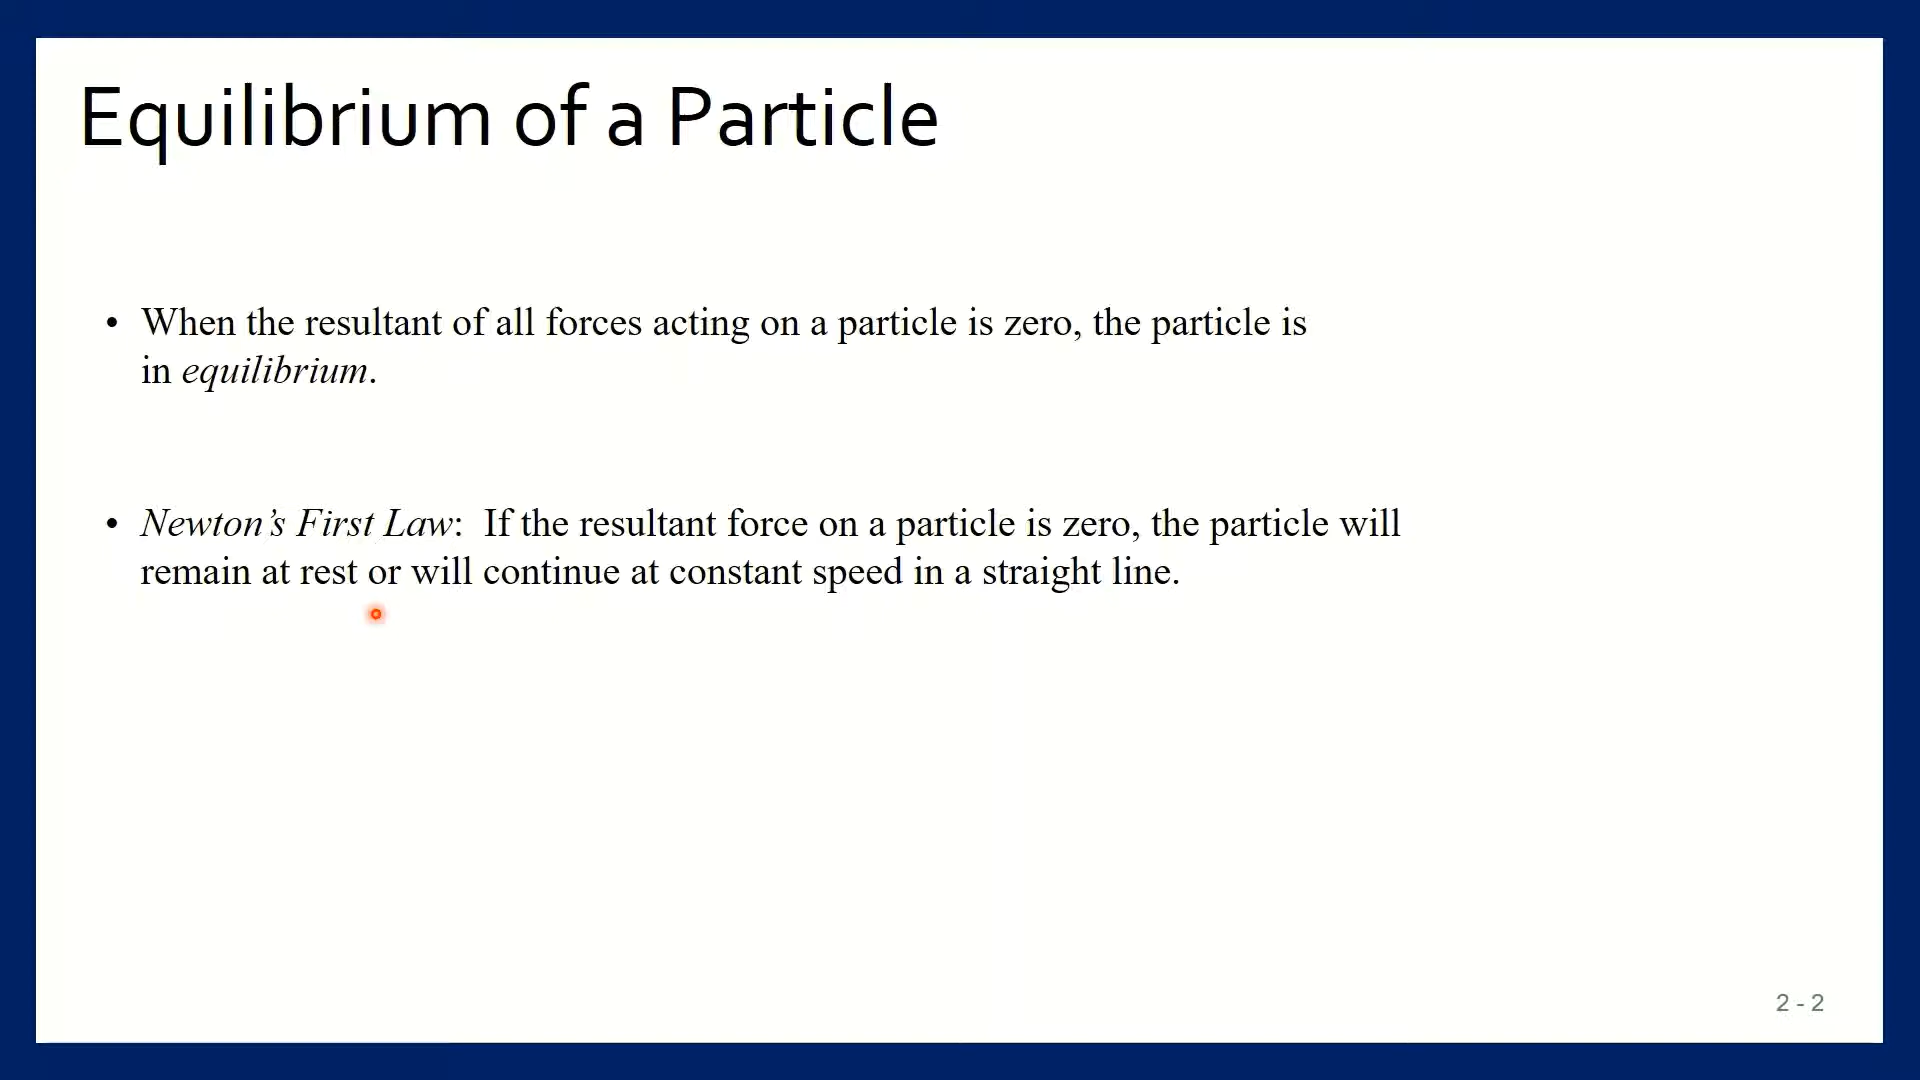 Equilibrium of a Particle
• When the resultant of all forces acting on a particle is zero, the particle is
in equilibrium.
• Newton’s First Law:  If the resultant force on a particle is zero, the particle will
remain at rest or will continue at constant speed in a straight line.
2 - 2